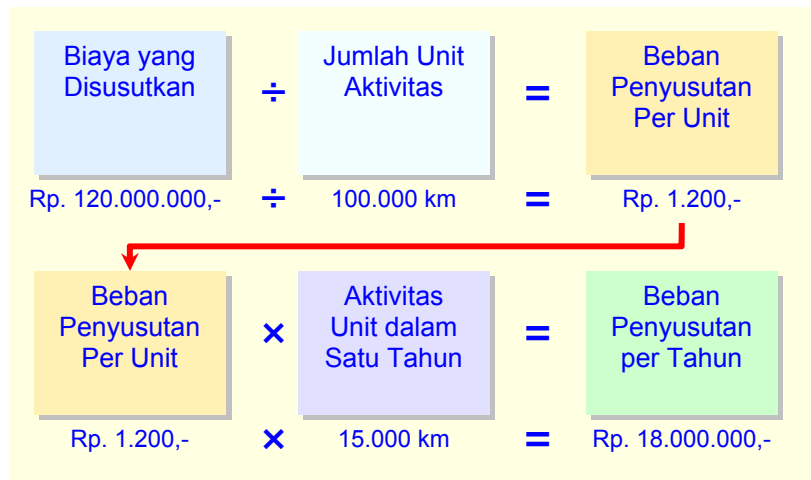 Biaya yang
Disusutkan
÷
Jumlah Unit
Aktivitas
=
Beban
Penyusutan
Per Unit
Rp. 120.000.000,- ÷ 100.000 km = Rp. 1.200,-
Beban
Penyusutan
Per Unit
×
Aktivitas
Unit dalam
Satu Tahun
=
Beban
Penyusutan
per Tahun
Rp. 1.200,- × 15.000 km = Rp. 18.000.000,-